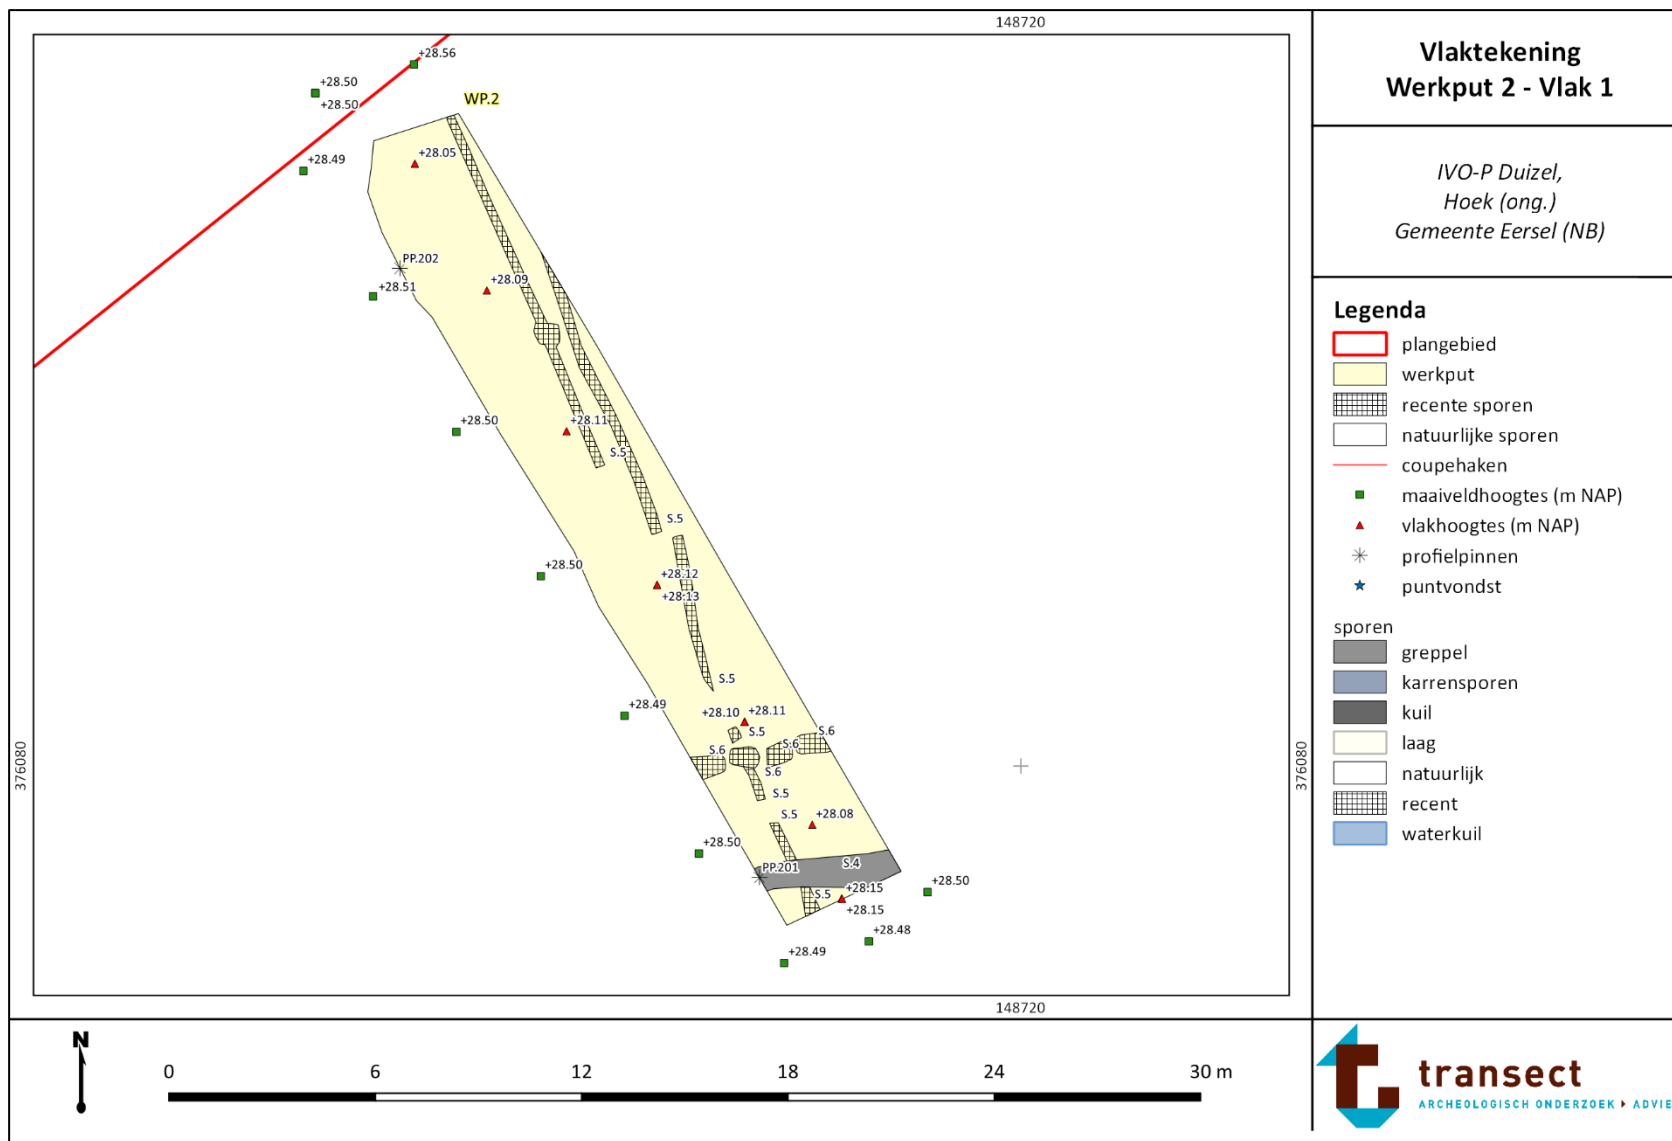 148720
+28.56
+28.50
+28.50
WP.2
+28.49
+28.05
PP.202
+28.51
+28.09
+28.50
+28.11
S.5
S.5
+28.50
+28.12
+28.13
S.5
+28.49
+28.10
+28.11
S.5
S.6
S.6
S.6
S.6
S.5
S.5
+28.08
+28.50
PP.201
S.4
S.5
+28.15
+28.15
+28.50
+28.48
+28.49
376080
376080
148720
N
0 6 12 18 24 30 m
Vlaktekening
Werkput 2 - Vlak 1
IVO-P Duizel,
Hoek (ong.)
Gemeente Eersel (NB)
Legenda
plangebied
werkput
recente sporen
natuurlijke sporen
coupehaken
maaiveldhoogtes (m NAP)
vlakhoogtes (m NAP)
profielpinnen
puntvondst
sporen
greppel
karrensporen
kuil
laag
natuurlijk
recent
waterkuil
transect
ARCHEOLOGISCH ONDERZOEK ADVIE